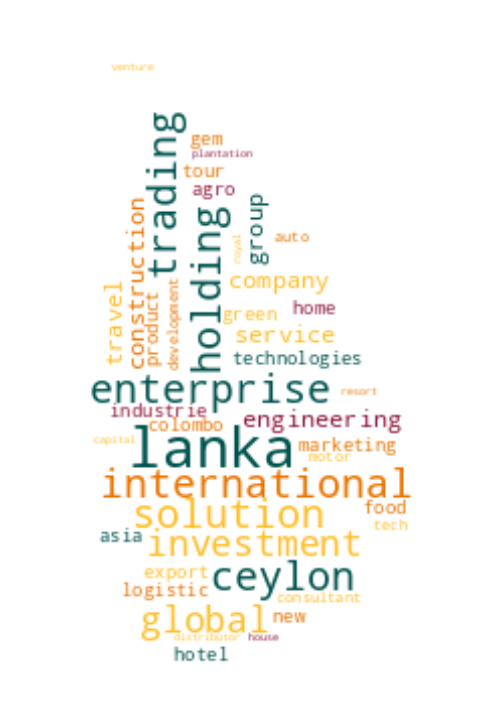 venture
trading
gem
plantation
tour
agro
construction
holding
group
royal
auto
company
travel
product
development
green
home
service
technologies
enterprise
resort
industrie
colombo
engineering
capital
lanka
marketing
motor
international
solution
food
tech
asia
investment
export
ceylon
logistic
consultant
global
new
distributor
house
hotel